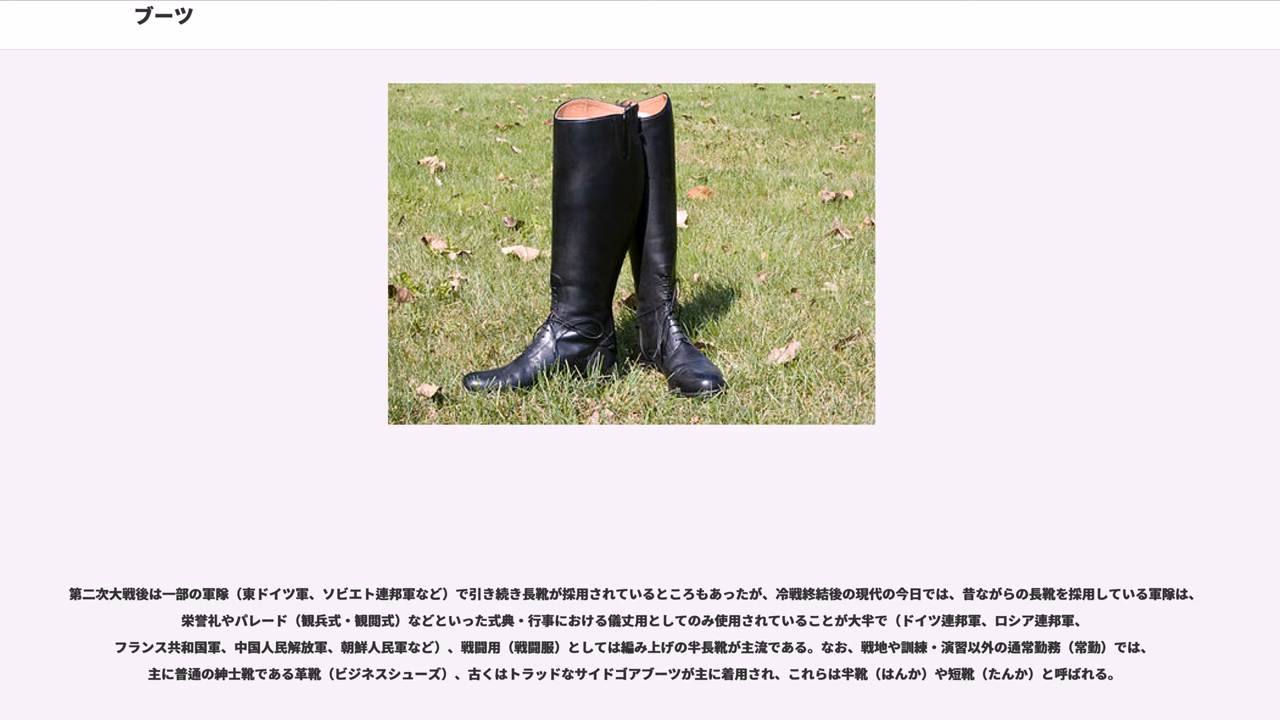 ブーツ
第二次大戦後は一部の軍隊（東ドイツ軍、ソビエト連邦軍など）で引き続き長靴が採用されているところもあったが、冷戦終結後の現代の今日では、昔ながらの長靴を採用している軍隊は、
栄誉礼やパレード（観兵式・観閲式）などといった式典・行事における儀丈用としてのみ使用されていることが大半で（ドイツ連邦軍、ロシア連邦軍、
フランス共和国軍、中国人民解放軍、朝鮮人民軍など）、戦闘用（戦闘服）としては編み上げの半長靴が主流である。なお、戦地や訓練・演習以外の通常勤務（常勤）では、
主に普通の紳士靴である革靴（ビジネスシューズ）、古くはトラッドなサイドゴアブーツが主に着用され、これらは半靴（はんか）や短靴（たんか）と呼ばれる。